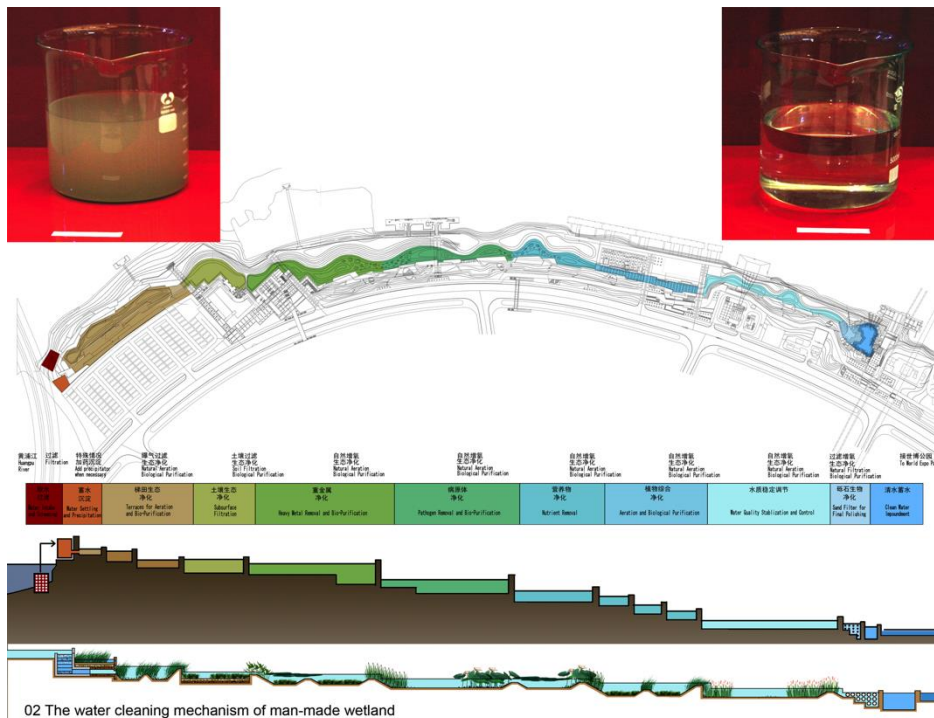 黄浦江
Huangpu
River
过滤
Filtration
特殊情况
加药沉淀
Add precipitator
when necessary
曝气过滤
生态净化
Natural Aeration
Biological Purification
土壤过滤
生态净化
Soil Filtration
Biological Purification
自然增氧
生态净化
Natural Aeration
Biological Purification
自然增氧
生态净化
Natural Aeration
Biological Purification
自然增氧
生态净化
Natural Aeration
Biological Purification
自然增氧
生态净化
Natural Aeration
Biological Purification
自然增氧
生态净化
Natural Aeration
Biological Purification
过滤增氧
生态净化
Natural Aeration
Biological Purification
接世博公园
To World Expo Pa
蓄水
沉淀
Water Settling
and Precipitation
梯田生态
净化
Terraces for Aeration
and Bio-Purification
土壤生态
净化
Subsurface
Filtration
重金属
净化
Heavy Metal Removal and Bio-Purification
病原体
净化
Pathogen Removal and Bio-Purification
营养物
净化
Nutrient Removal
植物综合
净化
Aeration and Biological Purification
水质稳定调节
Water Quality Stabilization and Control
砾石生物
净化
Sand Filter for
Final Polishing
清水蓄水
Clean Water
Impoundment
02 The water cleaning mechanism of man-made wetland